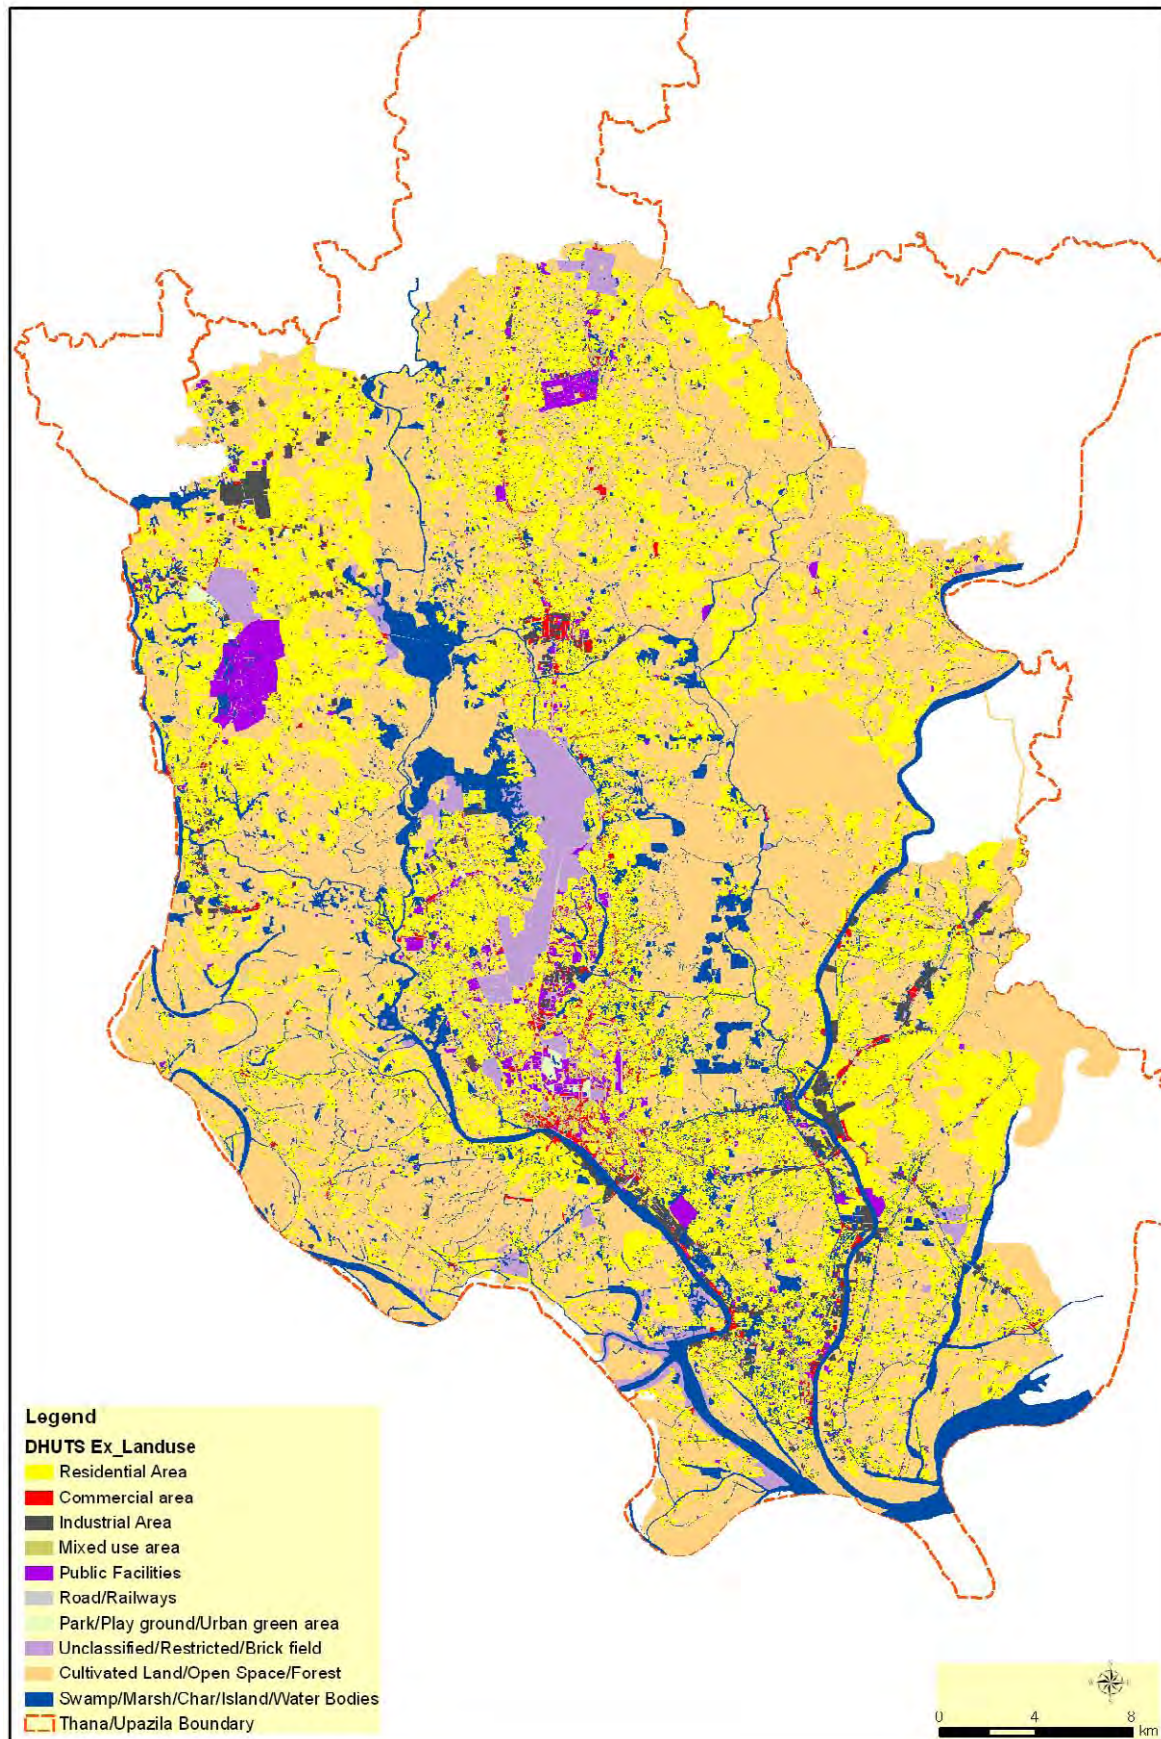 Legend
DHUTS Ex_Landuse
Residential Area
Commercial area
Industrial Area
Mixed use area
Public Facilities
Road/Railways
Park/Play ground/Urban green area
Unclassified/Restricted/Brick field
Cultivated Land/Open Space/Forest
Swamp/Marsh/Char/Island/Water Bodies
Thana/Upazila Boundary
0 4 8
km